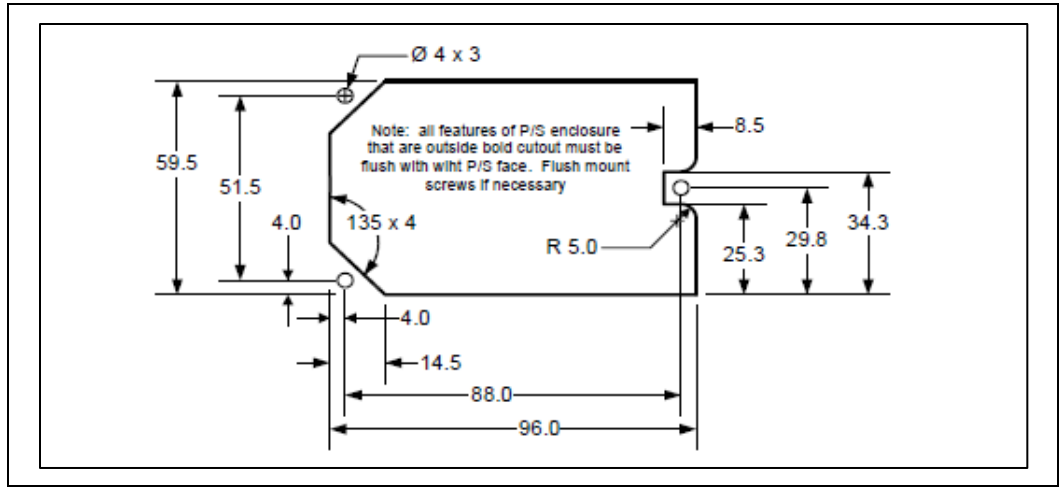 Ø 4 x 3
Note: all features of P/S enclosure
that are outside bold cutout must be
flush with wiht P/S face. Flush mount
screws if necessary
8.5
59.5
51.5
4.0
135 x 4
R 5.0
25.3
29.8
34.3
4.0
14.5
88.0
96.0